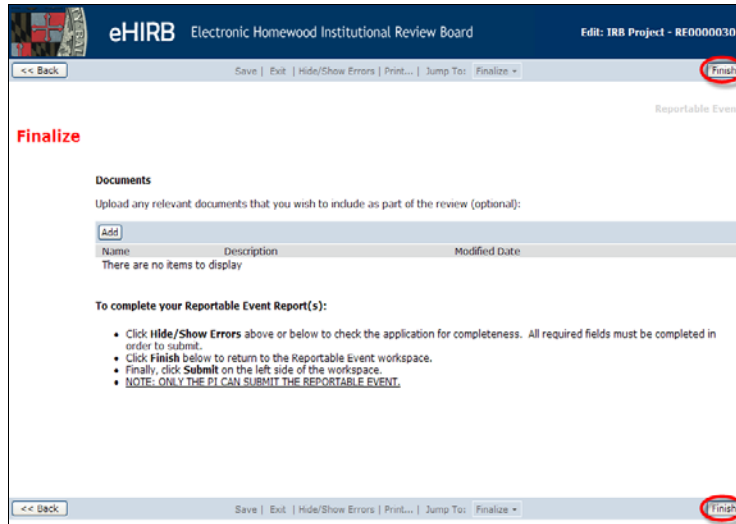 eHIRB Electronic Homewood Institutional Review Board Edit: IRB Project - RE0000030
<< Back Save | Exit | Hide/Show Errors | Print... | Jump To: Finalize Finish
Reportable Even
Finalize
Documents
Upload any relevant documents that you wish to include as part of the review (optional):
Add
Name Description Modified Date
There are no items to display
To complete your Reportable Event Report(s):
• Click Hide/Show Errors above or below to check the application for completeness. All required fields must be completed in
order to submit.
• Click Finish below to return to the Reportable Event workspace.
• Finally, click Submit on the left side of the workspace.
• NOTE: ONLY THE PI CAN SUBMIT THE REPORTABLE EVENT.
<< Back Save | Exit | Hide/Show Errors | Print... | Jump To: Finalize Finish